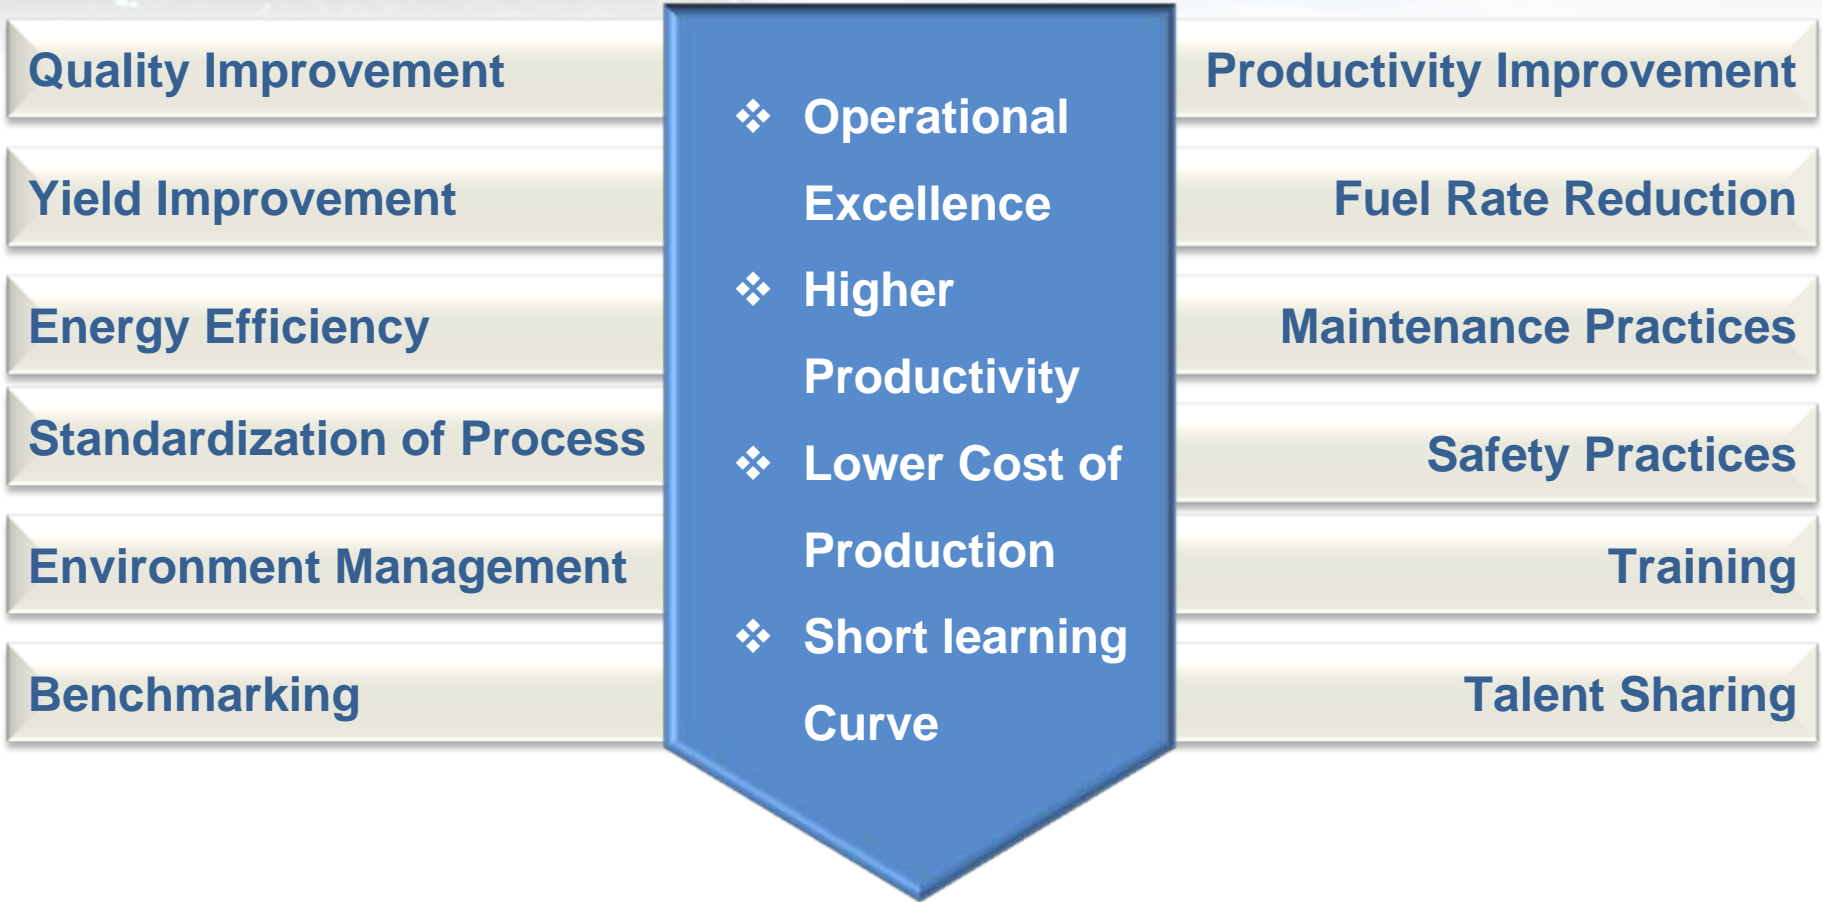 Quality Improvement
Yield Improvement
Energy Efficiency
Standardization of Process
Environment Management
Benchmarking
❖ Operational
Excellence
❖ Higher
Productivity
❖ Lower Cost of
Production
❖ Short learning
Curve
Productivity Improvement
Fuel Rate Reduction
Maintenance Practices
Safety Practices
Training
Talent Sharing